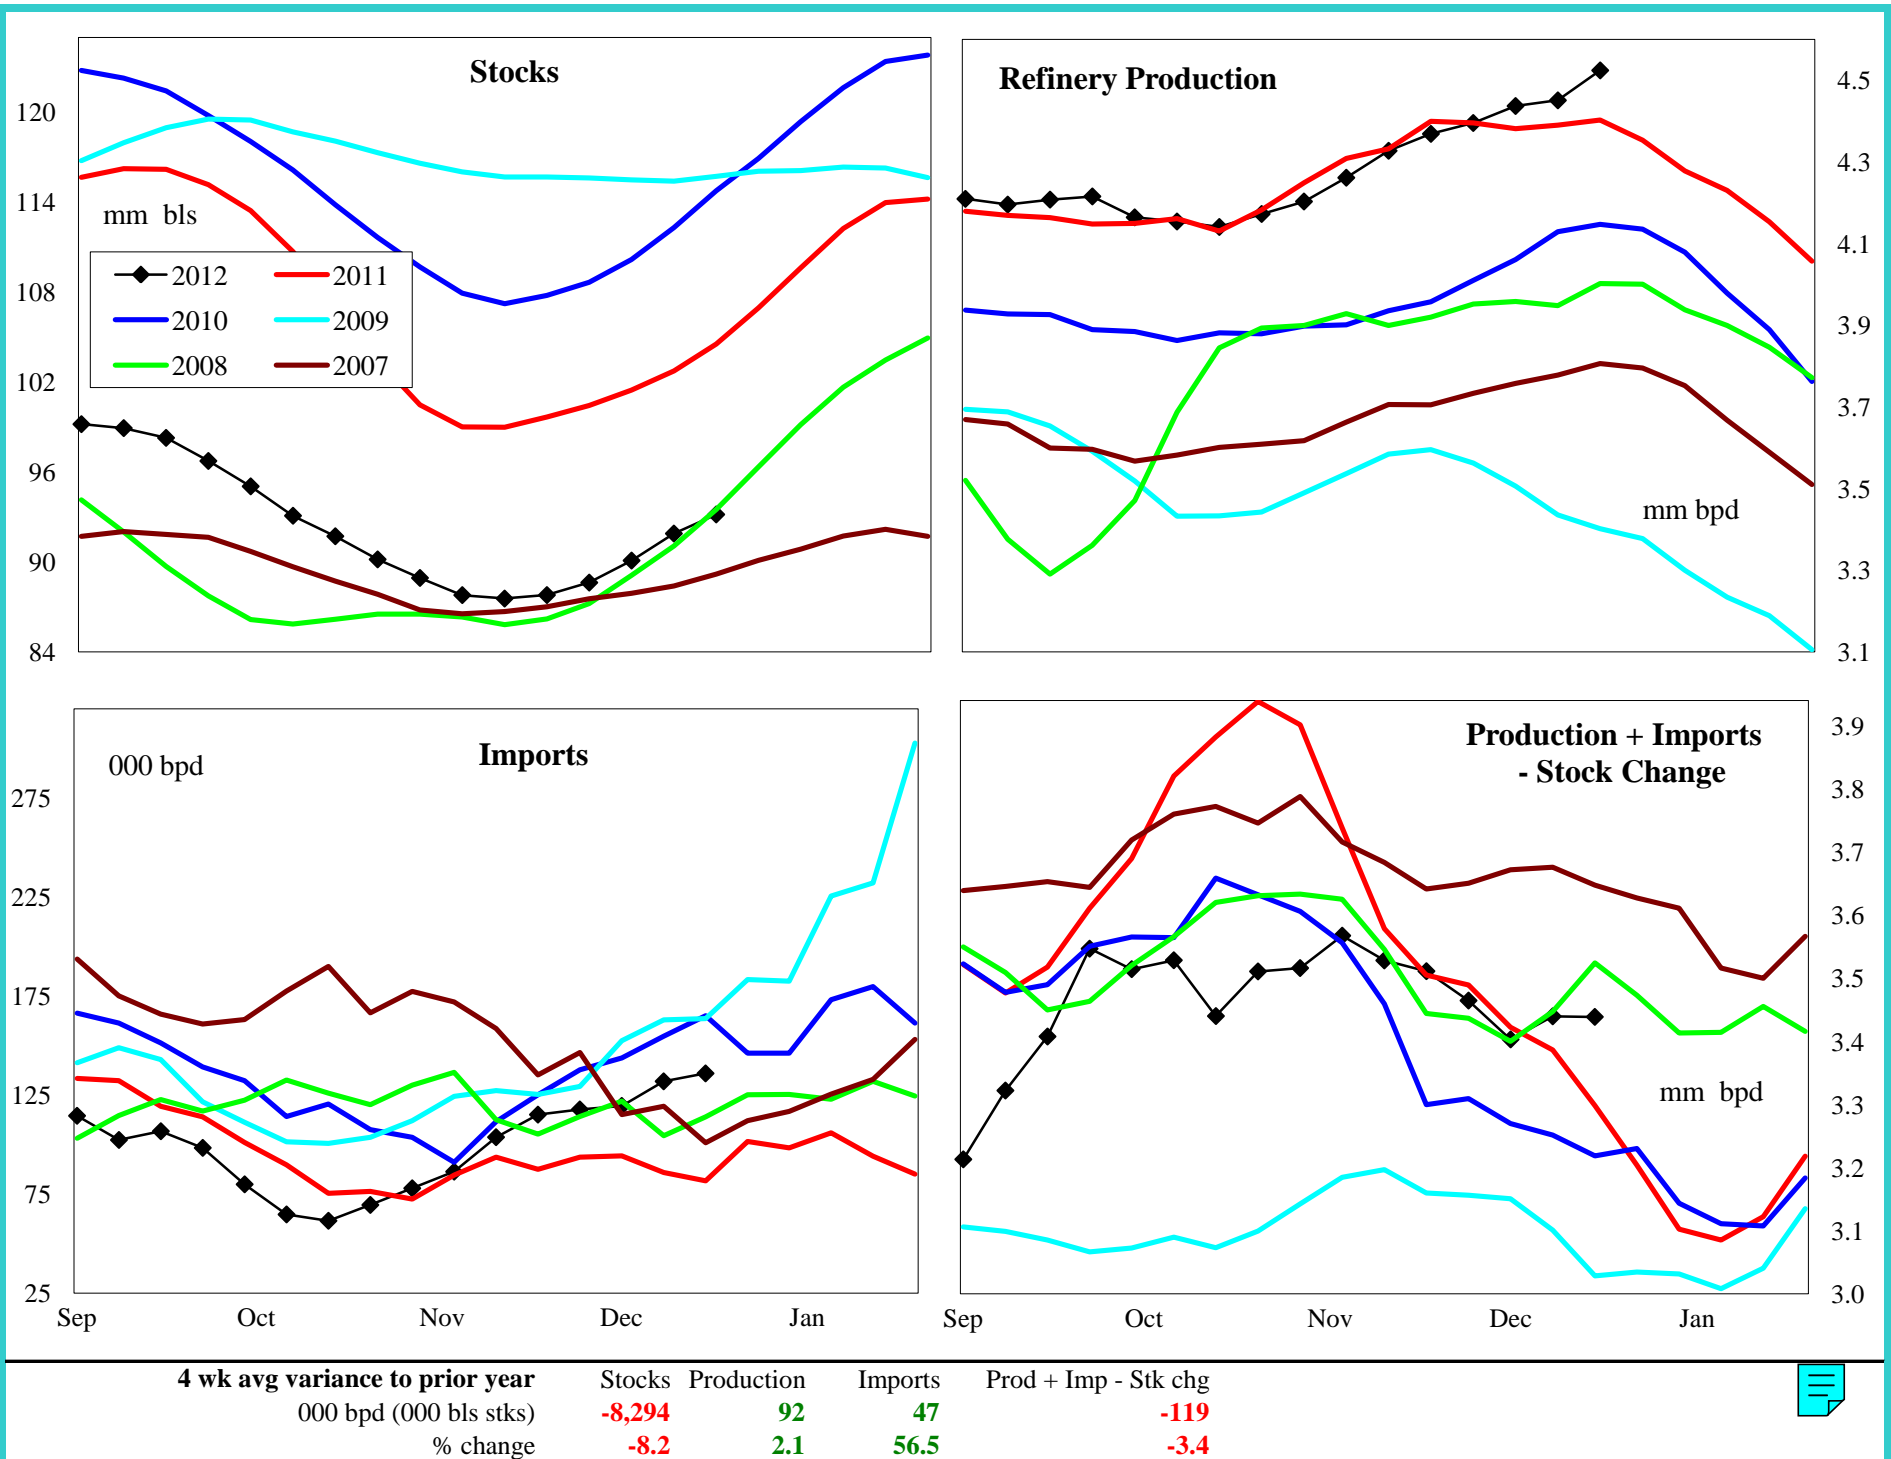 Stocks
120
114
108
102
96
90
84
mm bls
2012 2011
2010 2009
2008 2007
Refinery Production
4.5
4.3
4.1
3.9
3.7
3.5
3.3
3.1
mm bpd
Imports
000 bpd
275
225
175
125
75
25
Sep Oct Nov Dec Jan
Production + Imports
- Stock Change
3.9
3.8
3.7
3.6
3.5
3.4
3.3
3.2
3.1
3.0
mm bpd
Sep Oct Nov Dec Jan
4 wk avg variance to prior year Stocks Production Imports Prod + Imp - Stk chg
000 bpd (000 bls stks) -8,294 92 47 -119
% change -8.2 2.1 56.5 -3.4